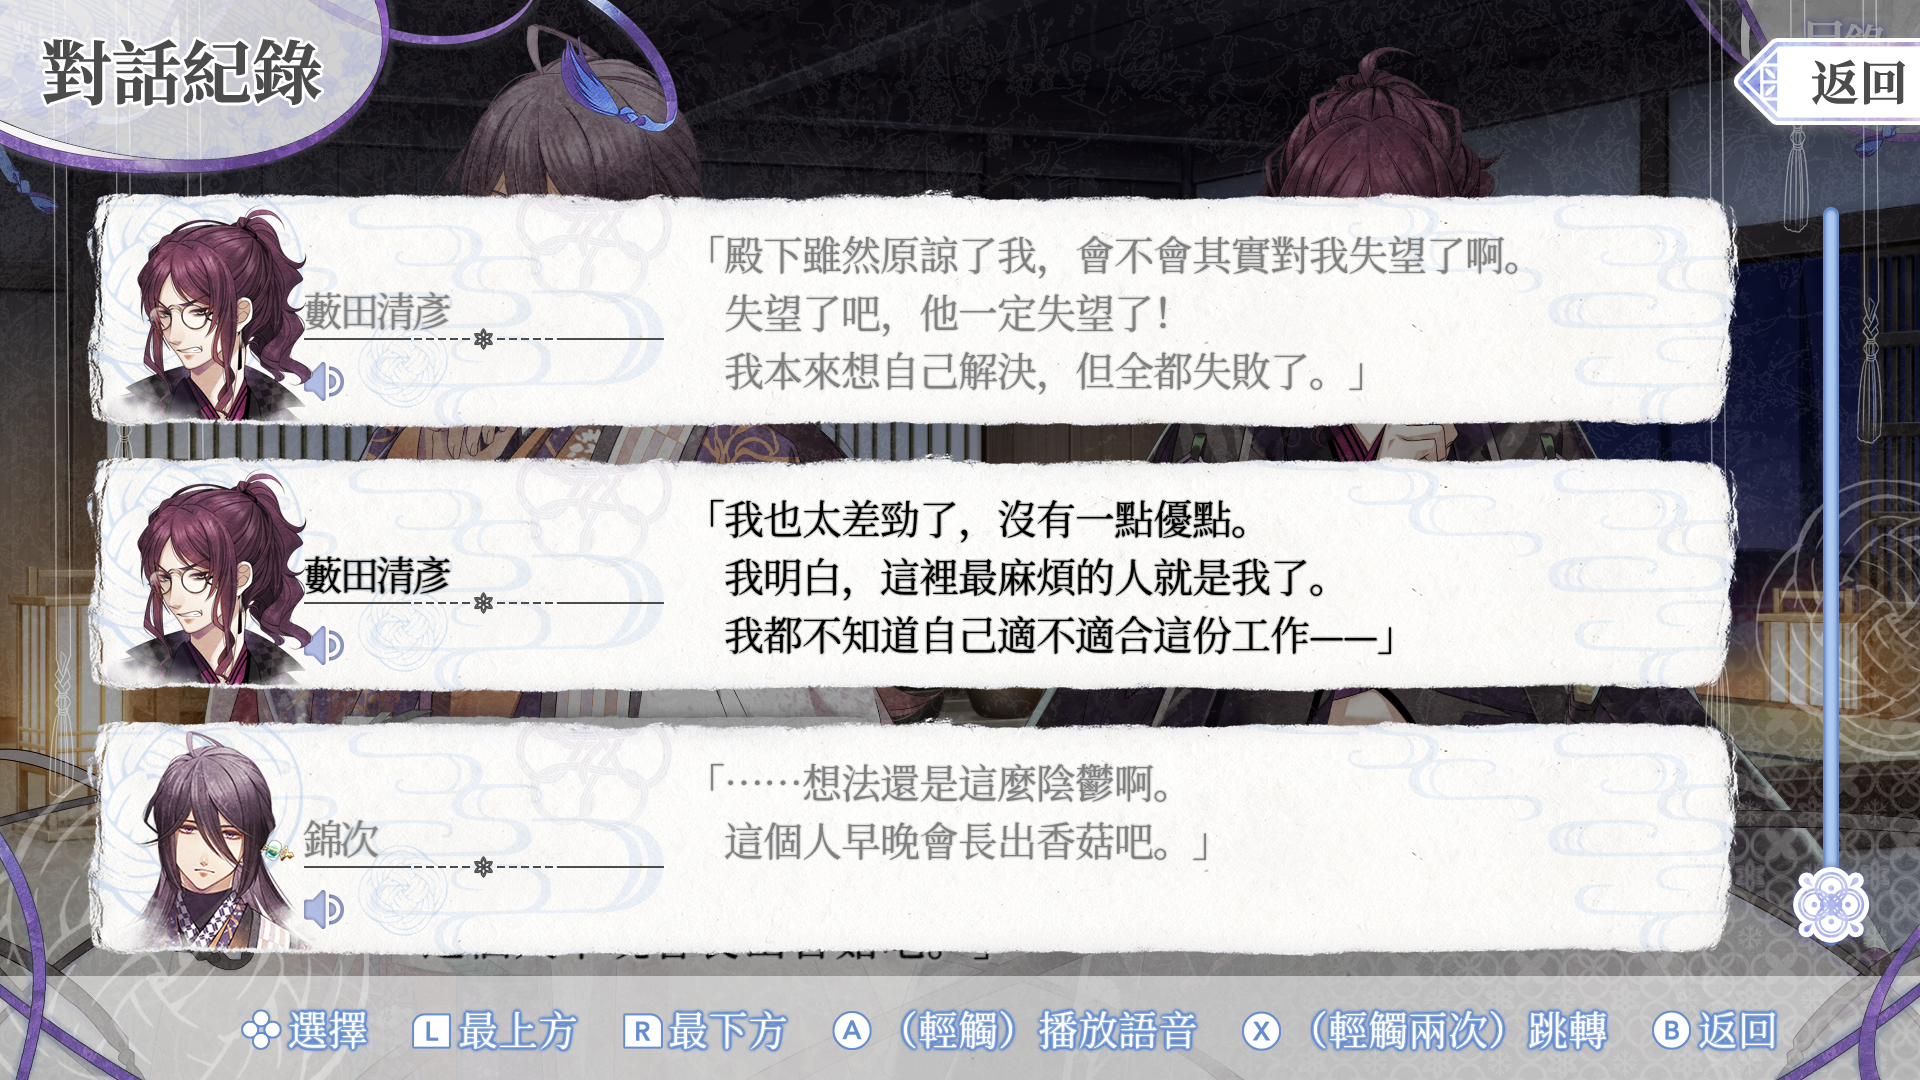 對話紀錄
返回
藪田清彥
「殿下雖然原諒了我，會不會其實對我失望了啊。
失望了吧，他一定失望了！
我本來想自己解決，但全都失敗了。」
藪田清彥
「我也太差勁了，沒有一點優點。
我明白，這裡最麻煩的人就是我了。
我都不知道自己適不適合這份工作——」
錦次
「……想法還是這麼陰鬱啊。
這個人早晚會長出香菇吧。」
選擇 L 最上方 R 最下方 A （輕觸）播放語音 X （輕觸兩次）跳轉 B 返回